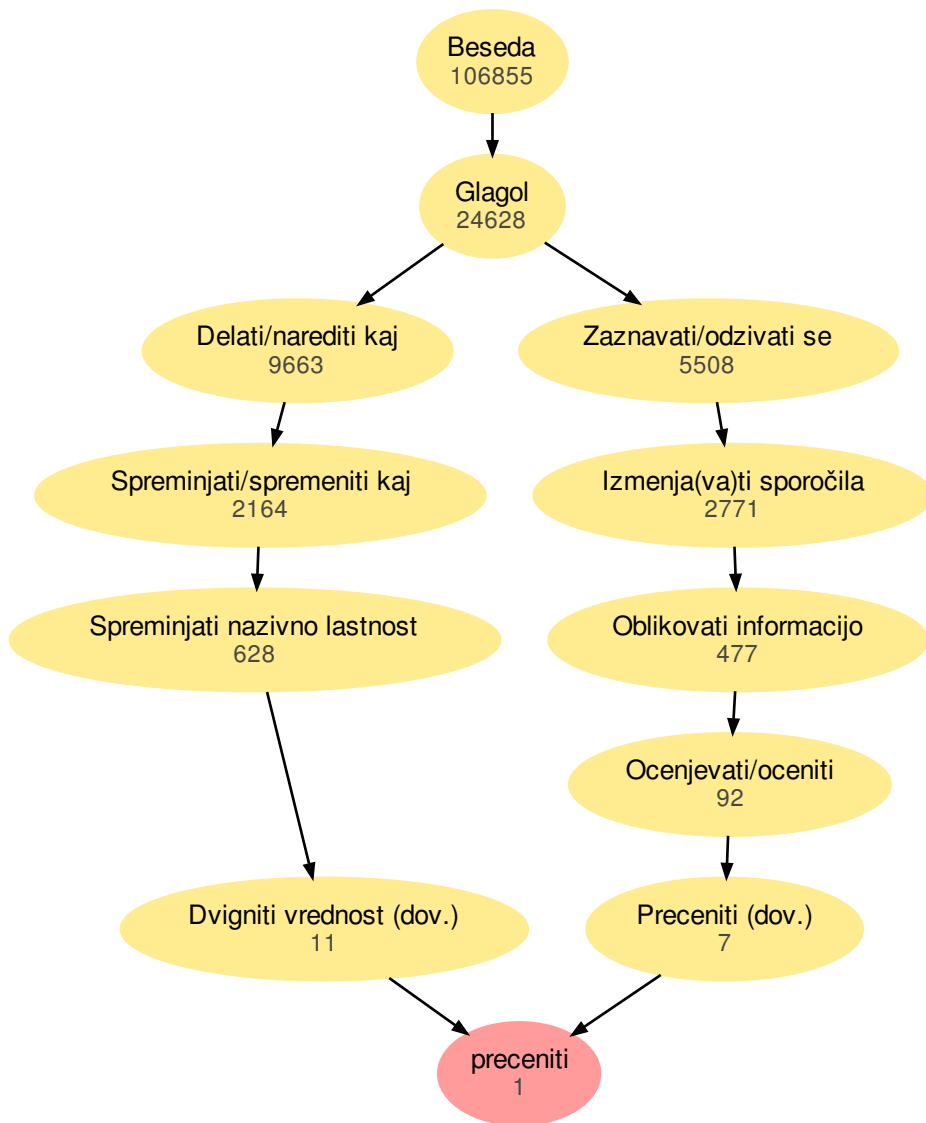 Beseda
106855
Glagol
24628
Delati/narediti kaj
9663
Zaznavati/odzivati se
5508
Spreminjati/spremeniti kaj
2164
Izmenja(va)ti sporočila
2771
Spreminjati nazivno lastnost
628
Oblikovati informacijo
477
Ocenjevati/oceniti
92
Dvigniti vrednost (dov.)
11
Preceniti (dov.)
7
preceniti
1